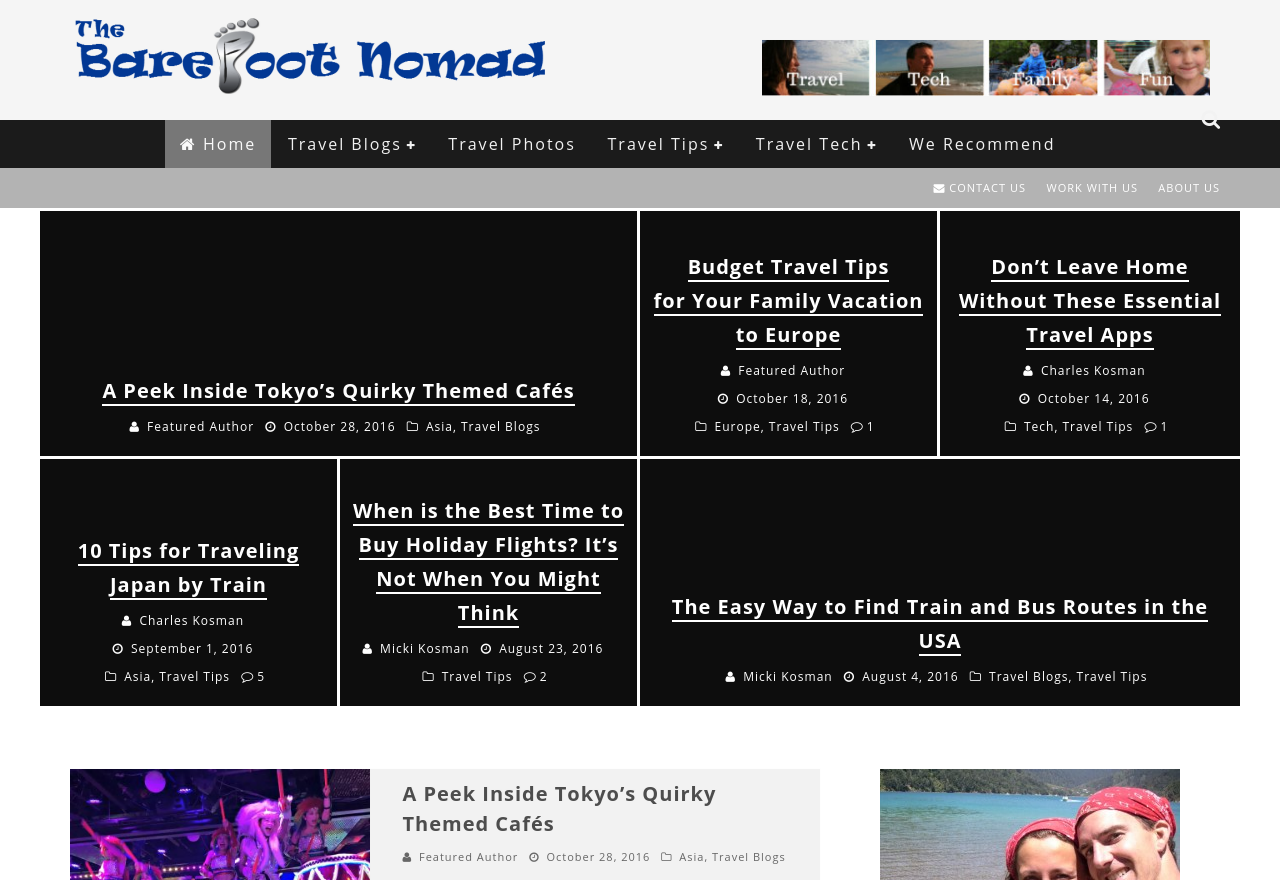 The
Barefoot Nomad
Travel
Tech
Family
Fun
Home
Travel Blogs +
Travel Photos
Travel Tips +
Travel Tech +
We Recommend
CONTACT US
WORK WITH US
ABOUT US
A Peek Inside Tokyo’s Quirky Themed Cafés
Featured Author October 28, 2016 Asia, Travel Blogs
Budget Travel Tips
for Your Family Vacation
to Europe
Featured Author
October 18, 2016
Europe, Travel Tips 1
Don’t Leave Home
Without These Essential
Travel Apps
Charles Kosman
October 14, 2016
Tech, Travel Tips 1
10 Tips for Traveling
Japan by Train
Charles Kosman
September 1, 2016
Asia, Travel Tips 5
When is the Best Time to
Buy Holiday Flights? It’s
Not When You Might
Think
Micki Kosman August 23, 2016
Travel Tips 2
The Easy Way to Find Train and Bus Routes in the
USA
Micki Kosman August 4, 2016 Travel Blogs, Travel Tips
A Peek Inside Tokyo’s Quirky
Themed Cafés
Featured Author October 28, 2016 Asia, Travel Blogs